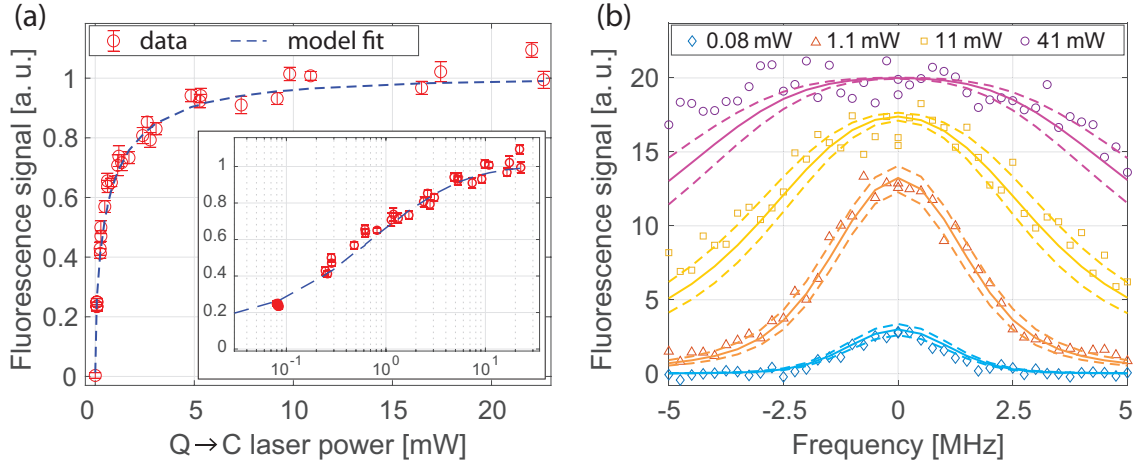 (a)
data
model fit
Fluorescence signal [a. u.]
1
0.8
0.6
0.4
0.2
0
0
5
10
15
20
Q→C laser power [mW]
1.0
0.8
0.6
0.4
0.2
0
10⁻¹
10⁰
10¹
(b)
0.08 mW
1.1 mW
11 mW
41 mW
Fluorescence signal [a. u.]
20
15
10
5
0
-5
-2.5
0
2.5
5
Frequency [MHz]